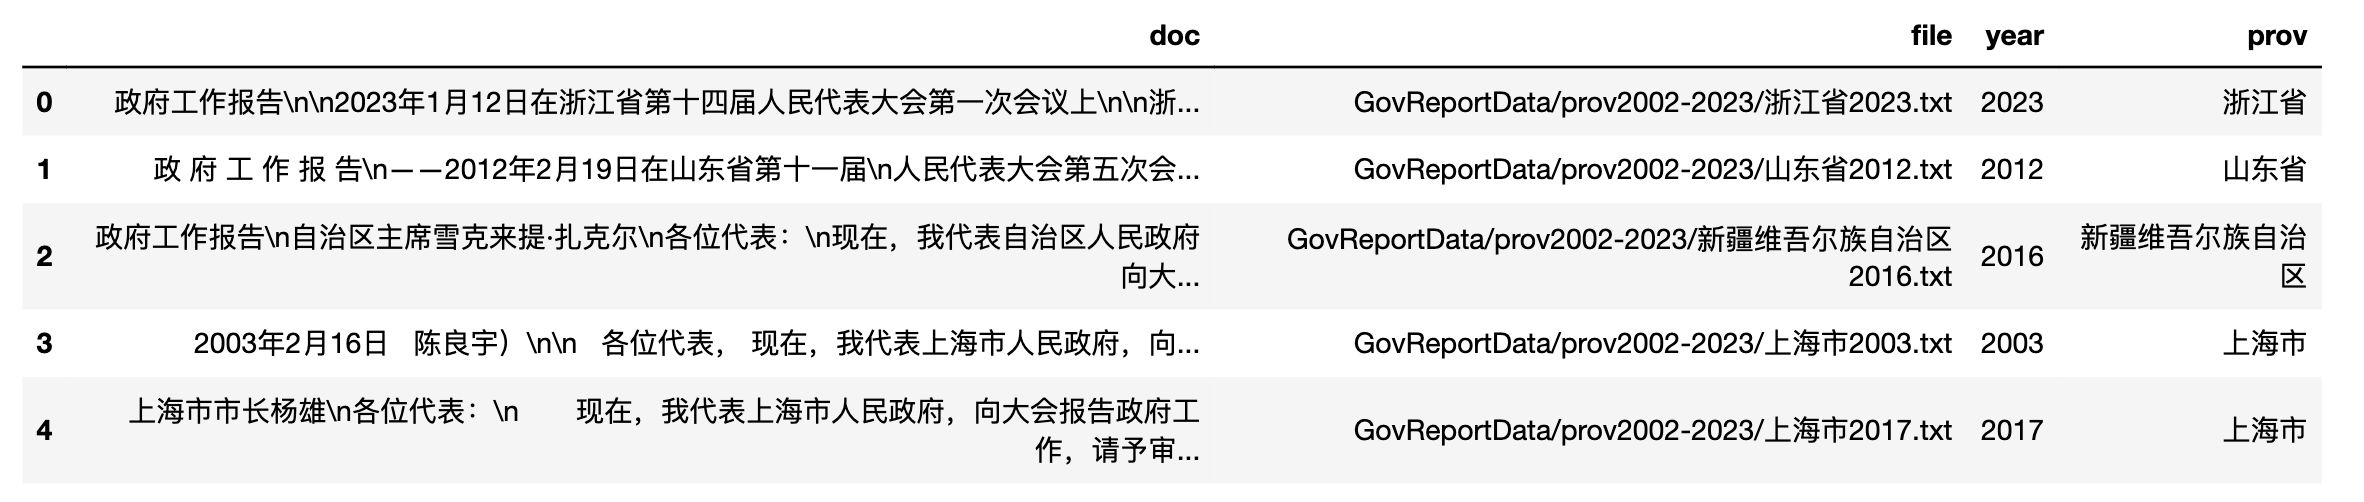 doc file year prov
0 政府工作报告\n\n2023年1月12日在浙江省第十四届人民代表大会第一次会议上\n\n浙... GovReportData/prov2002-2023/浙江省2023.txt 2023 浙江省
1 政 府 工 作 报 告\n——2012年2月19日在山东省第十一届\n人民代表大会第五次会... GovReportData/prov2002-2023/山东省2012.txt 2012 山东省
2 政府工作报告\n自治区主席雪克来提·扎克尔\n各位代表：\n现在，我代表自治区人民政府
向大... GovReportData/prov2002-2023/新疆维吾尔族自治区
2016.txt 2016 新疆维吾尔族自治
区
3 2003年2月16日 陈良宇）\n\n 各位代表， 现在，我代表上海市人民政府，向... GovReportData/prov2002-2023/上海市2003.txt 2003 上海市
4 上海市市长杨雄\n各位代表：\n 现在，我代表上海市人民政府，向大会报告政府工
作，请予审... GovReportData/prov2002-2023/上海市2017.txt 2017 上海市